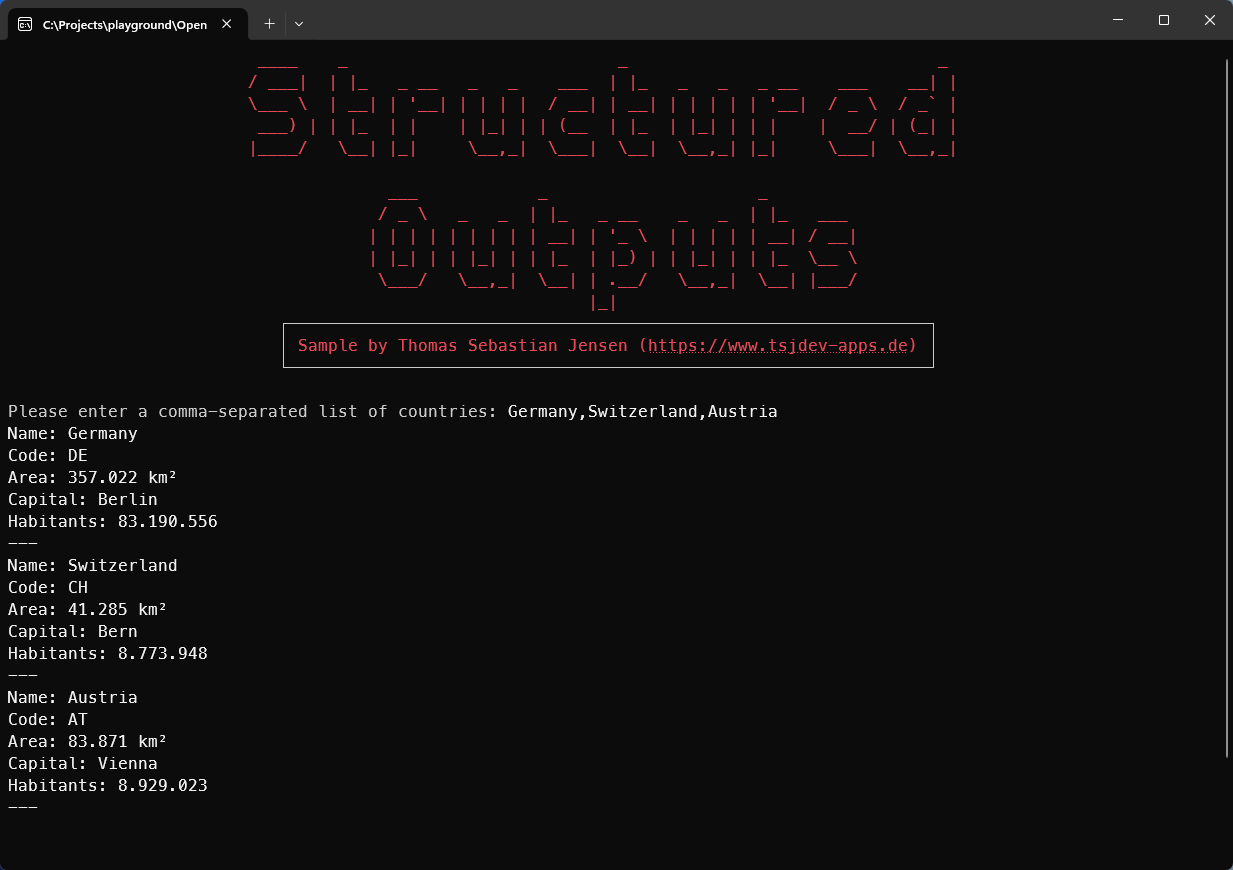 C:\Projects\playground\Open
Structured
Outputs
Sample by Thomas Sebastian Jensen (https://www.tsjdev-apps.de)
Please enter a comma-separated list of countries: Germany,Switzerland,Austria
Name: Germany
Code: DE
Area: 357.022 km²
Capital: Berlin
Habitants: 83.190.556
---
Name: Switzerland
Code: CH
Area: 41.285 km²
Capital: Bern
Habitants: 8.773.948
---
Name: Austria
Code: AT
Area: 83.871 km²
Capital: Vienna
Habitants: 8.929.023
---